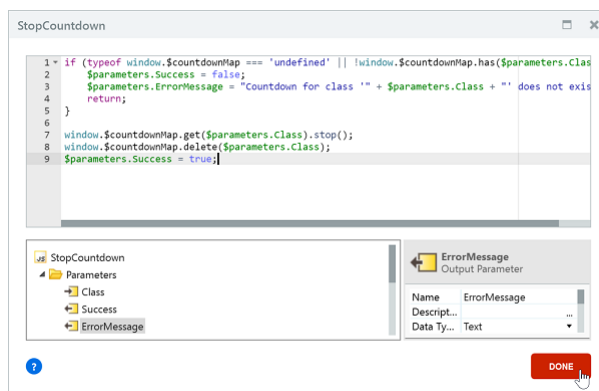 StopCountdown
1 if (typeof window.$countdownMap === 'undefined' || !window.$countdownMap.has($parameters.Clas
2 $parameters.Success = false;
3 $parameters.ErrorMessage = "Countdown for class '" + $parameters.Class + "' does not exis
4 return;
5 }
6
7 window.$countdownMap.get($parameters.Class).stop();
8 window.$countdownMap.delete($parameters.Class);
9 $parameters.Success = true;
JS StopCountdown
Parameters
Class
Success
ErrorMessage
ErrorMessage
Output Parameter
Name ErrorMessage
Descript... ...
Data Ty... Text
?
DONE